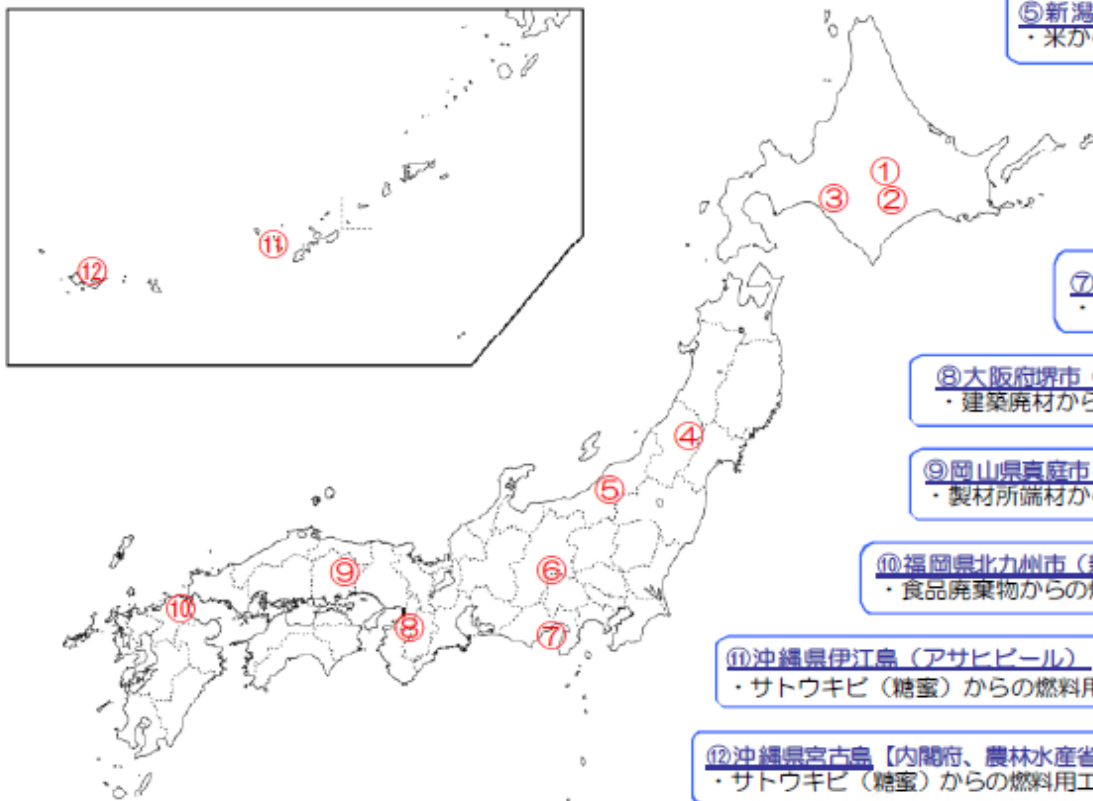 ⑤新潟
・米か
①
③
②
⑪
⑫
⑦
・
⑧大阪府堺市（
・建築廃材から
④
⑨岡山県真庭市
・製材所端材か
⑤
⑥
⑨
⑩福岡県北九州市（
・食品廃棄物からの
⑩
⑧
⑦
⑪沖縄県伊江島（アサヒビール）
・サトウキビ（糖蜜）からの燃料用
⑫沖縄県宮古島【内閣府、農林水産省
・サトウキビ（糖蜜）からの燃料用エ